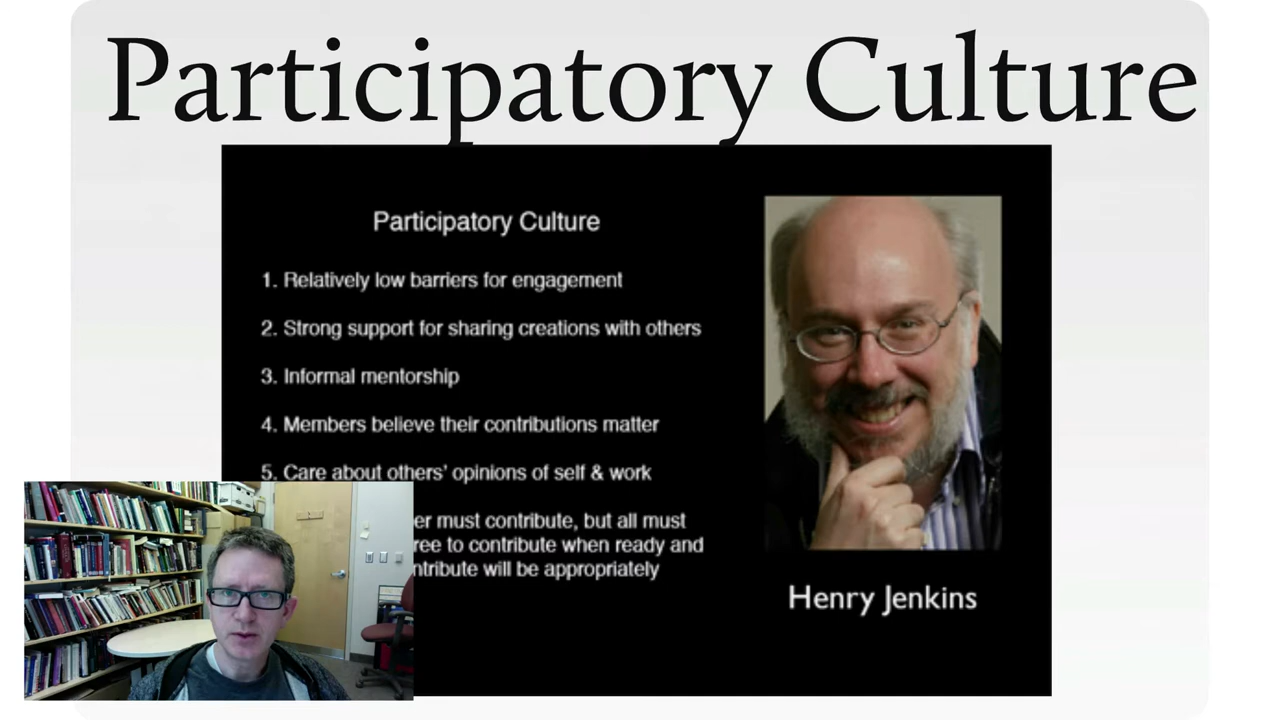 Participatory Culture
Participatory Culture
1. Relatively low barriers for engagement
2. Strong support for sharing creations with others
3. Informal mentorship
4. Members believe their contributions matter
5. Care about others' opinions of self & work
er must contribute, but all must
ree to contribute when ready and
ntribute will be appropriately
Henry Jenkins